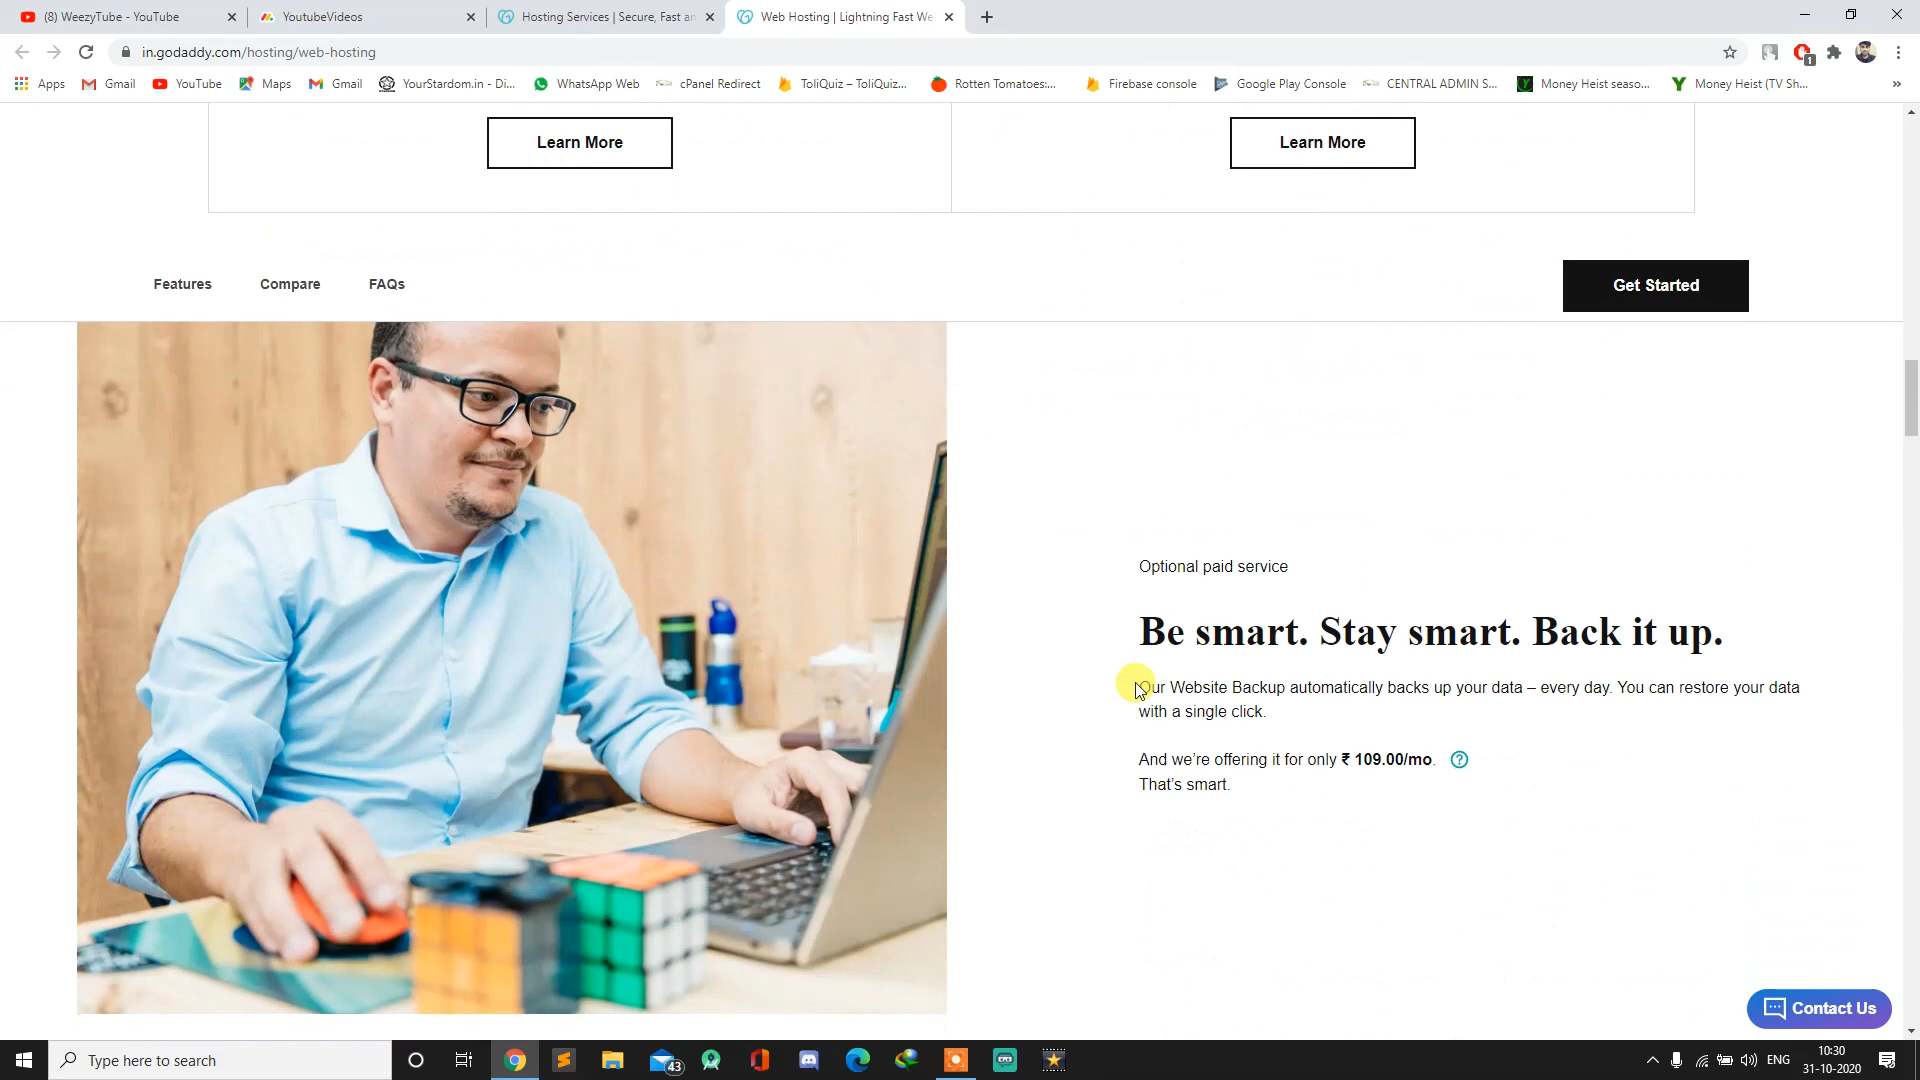 (8) WeezyTube - YouTube
YoutubeVideos
Hosting Services | Secure, Fast an
Web Hosting | Lightning Fast We
in.godaddy.com/hosting/web-hosting
1
Apps
Gmail
YouTube
Maps
Gmail
YourStardom.in - Di...
WhatsApp Web
cPanel Redirect
ToliQuiz – ToliQuiz...
Rotten Tomatoes:...
Firebase console
Google Play Console
CENTRAL ADMIN S...
Money Heist seaso...
Money Heist (TV Sh...
»
Learn More
Learn More
Features
Compare
FAQs
Get Started
Optional paid service
Be smart. Stay smart. Back it up.
Our Website Backup automatically backs up your data – every day. You can restore your data
with a single click.
And we’re offering it for only ₹ 109.00/mo.
?
That’s smart.
Contact Us
Type here to search
43
ENG
10:30
31-10-2020